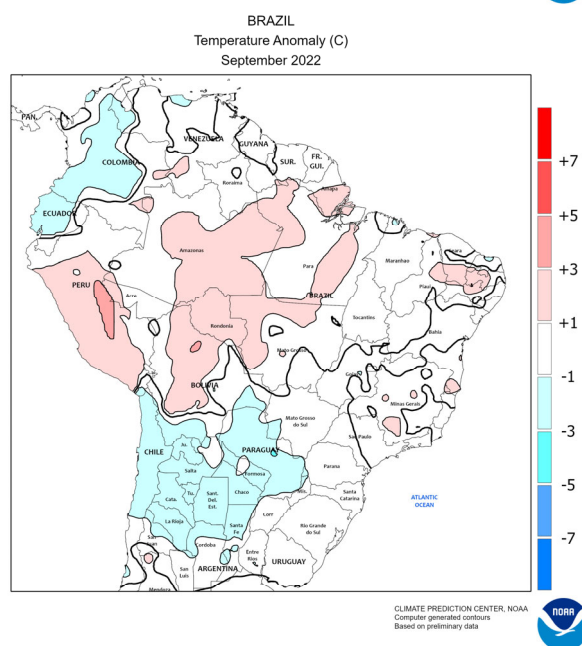 BRAZIL
Temperature Anomaly (C)
September 2022
PAN.
VENEZUELA
GUYANA
SUR.
FR.
GUI.
COLOMBIA
Roraima
Amapa
ECUADOR
Amazonas
Para
Maranhao
Ceara
PERU
Acre
BRAZIL
Piaui
Tocantins
Rondonia
Bahia
Mato Grosso
Goias
BOLIVIA
Minas Gerais
Mato Grosso
do Sul
Sao Paulo
CHILE
Ju.
PARAGUAY
Salta
Formosa
Parana
Tu.
Chaco
Cata.
Sant.
Del.
Est.
Mis.
Santa
Catarina
La Rioja
Corr
Santa
Fe
Rio Grande
do Sul
San
Juan
Cordoba
Entre
Rios
URUGUAY
ARGENTINA
San
Luis
Mendoza
ATLANTIC
OCEAN
+7
+5
+3
+1
-1
-3
-5
-7
CLIMATE PREDICTION CENTER, NOAA
Computer generated contours
Based on preliminary data
NOAA